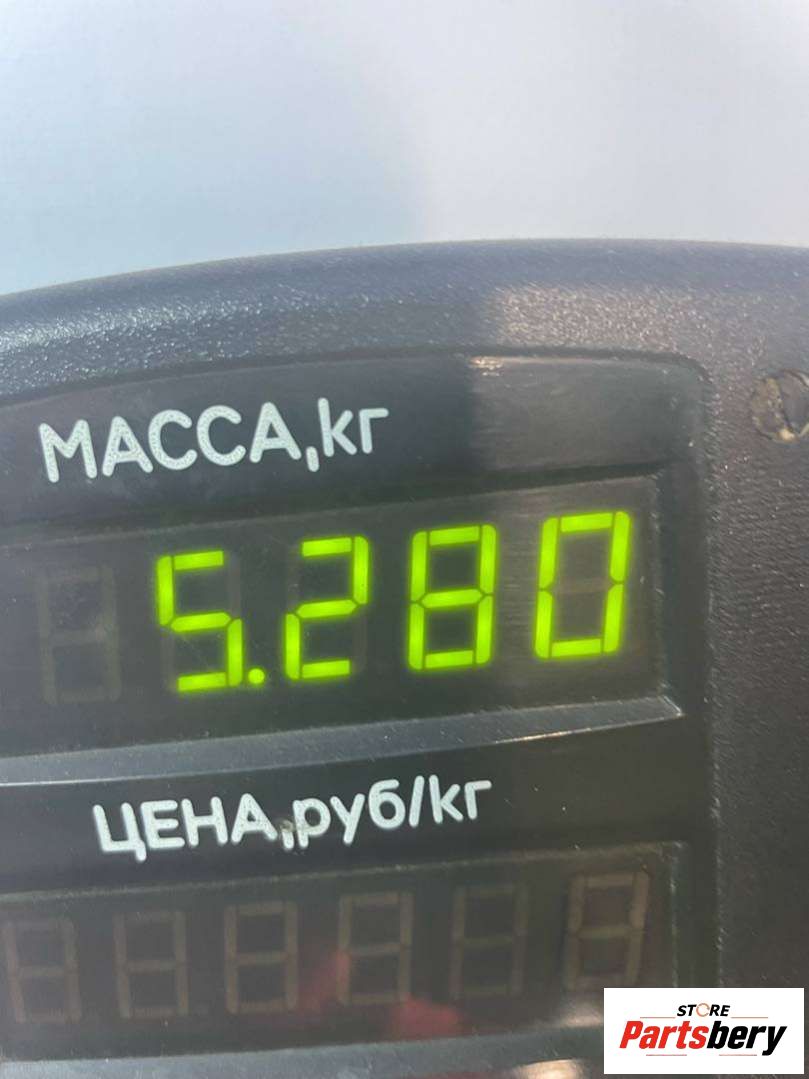 МАССА,кг
5.280
ЦЕНА,руб/кг
STORE
Partsbery